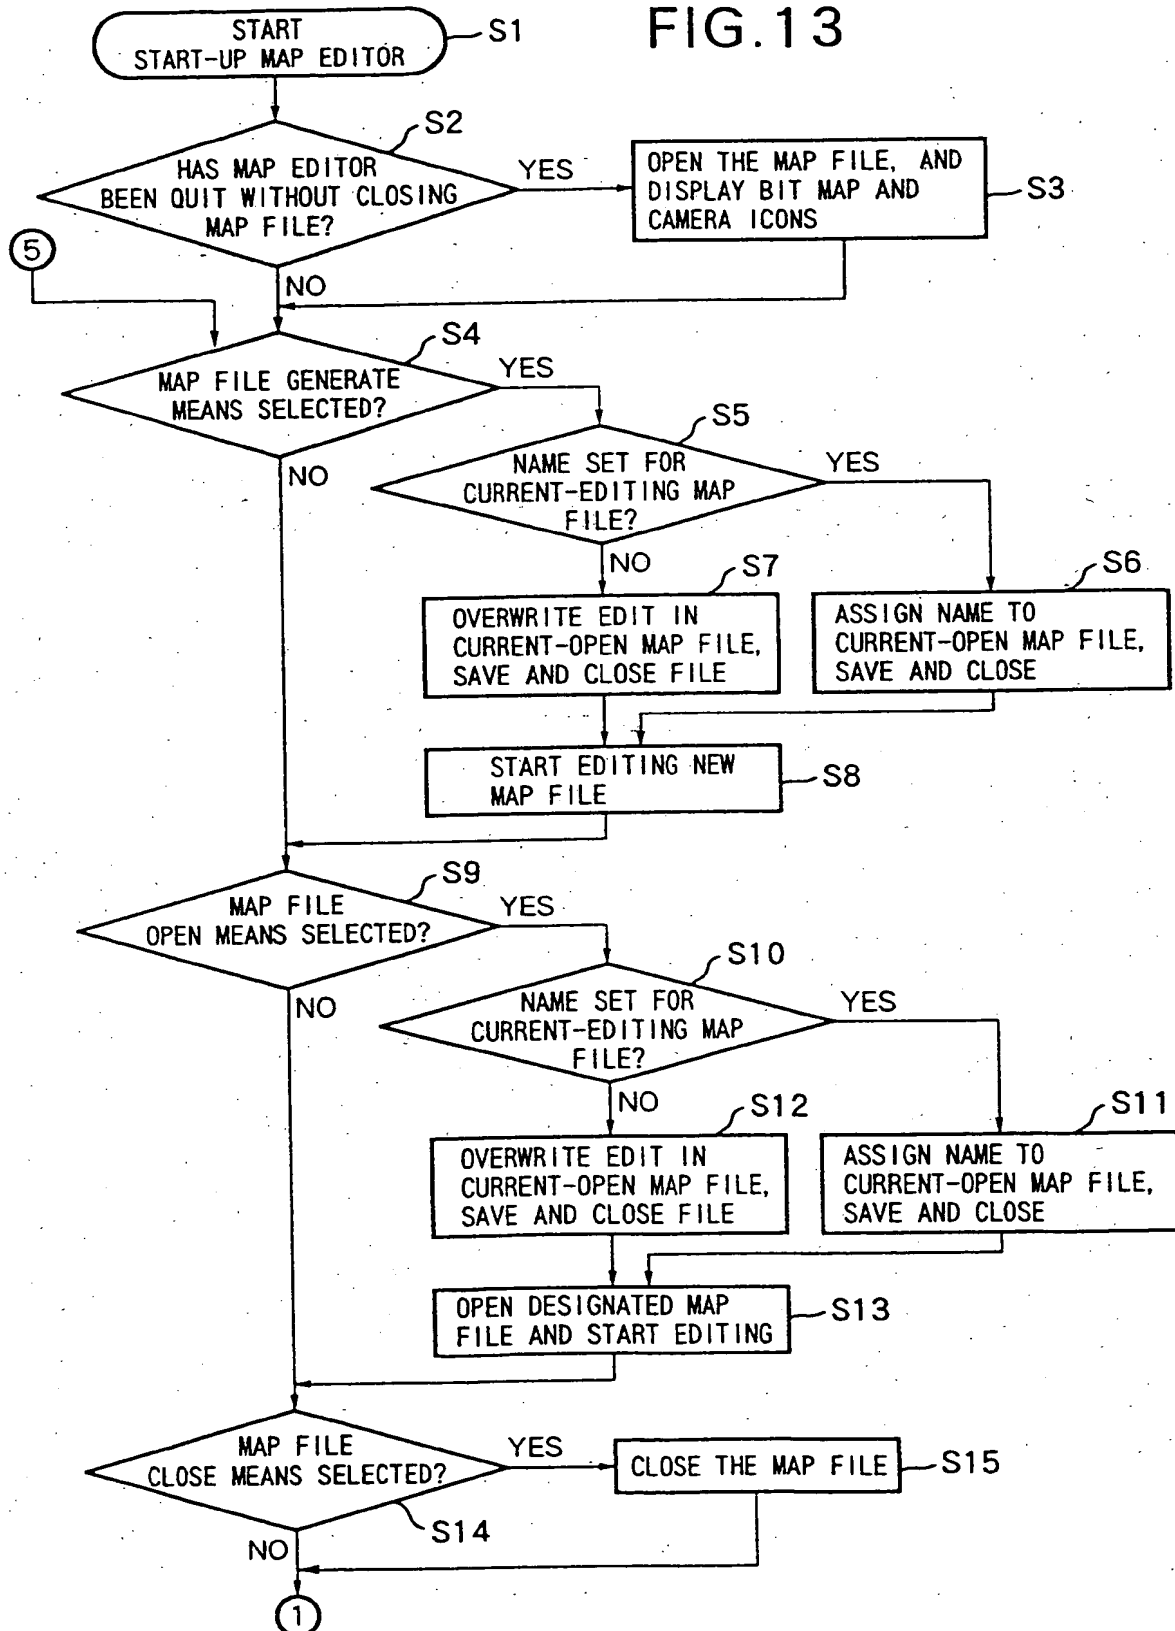 FIG.13
START
START-UP MAP EDITOR
S1
S2
HAS MAP EDITOR
BEEN QUIT WITHOUT CLOSING
MAP FILE?
YES
OPEN THE MAP FILE, AND
DISPLAY BIT MAP AND
CAMERA ICONS
S3
5
NO
S4
MAP FILE GENERATE
MEANS SELECTED?
YES
NO
S5
NAME SET FOR
CURRENT-EDITING MAP
FILE?
YES
NO
S7
OVERWRITE EDIT IN
CURRENT-OPEN MAP FILE,
SAVE AND CLOSE FILE
S6
ASSIGN NAME TO
CURRENT-OPEN MAP FILE,
SAVE AND CLOSE
START EDITING NEW
MAP FILE
S8
S9
MAP FILE
OPEN MEANS SELECTED?
YES
NO
S10
NAME SET FOR
CURRENT-EDITING MAP
FILE?
YES
NO
S12
OVERWRITE EDIT IN
CURRENT-OPEN MAP FILE,
SAVE AND CLOSE FILE
S11
ASSIGN NAME TO
CURRENT-OPEN MAP FILE,
SAVE AND CLOSE
OPEN DESIGNATED MAP
FILE AND START EDITING
S13
MAP FILE
CLOSE MEANS SELECTED?
YES
CLOSE THE MAP FILE
S15
S14
NO
1